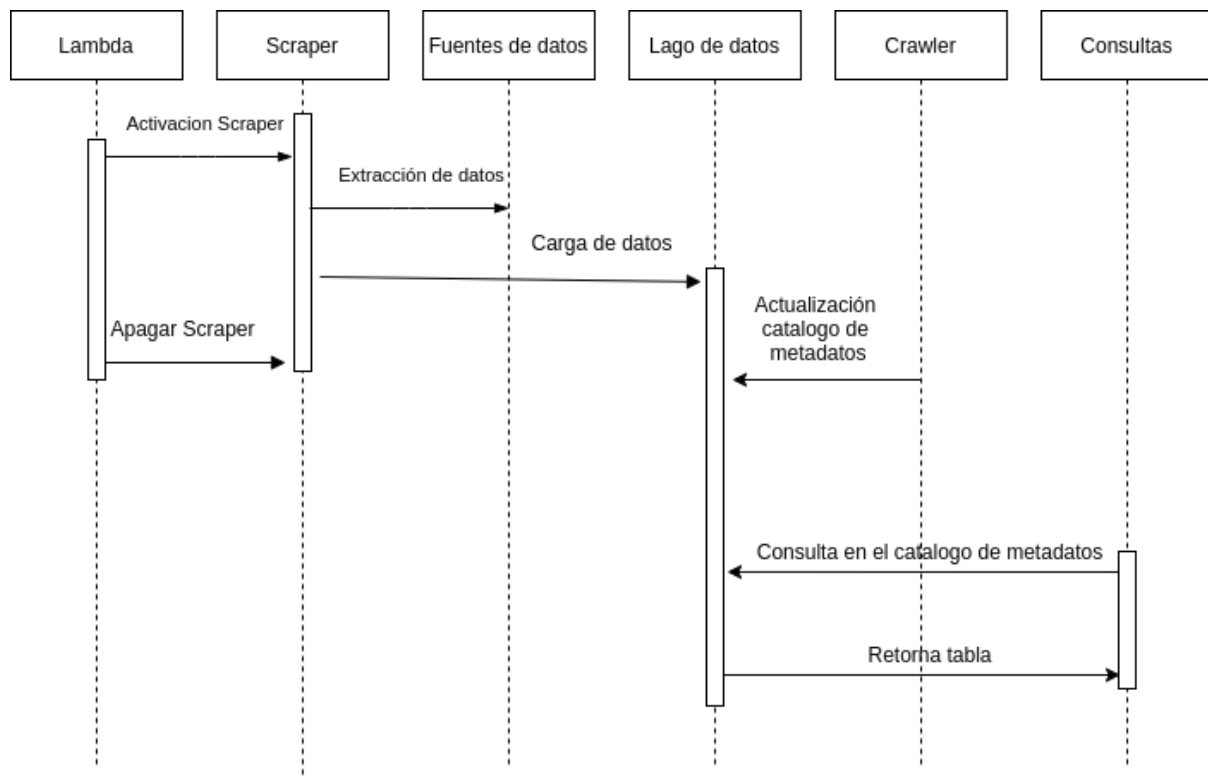 Lambda
Scraper
Fuentes de datos
Lago de datos
Crawler
Consultas
Activacion Scraper
Extracción de datos
Carga de datos
Actualización
catalogo de
metadatos
Apagar Scraper
Consulta en el catalogo de metadatos
Retorna tabla